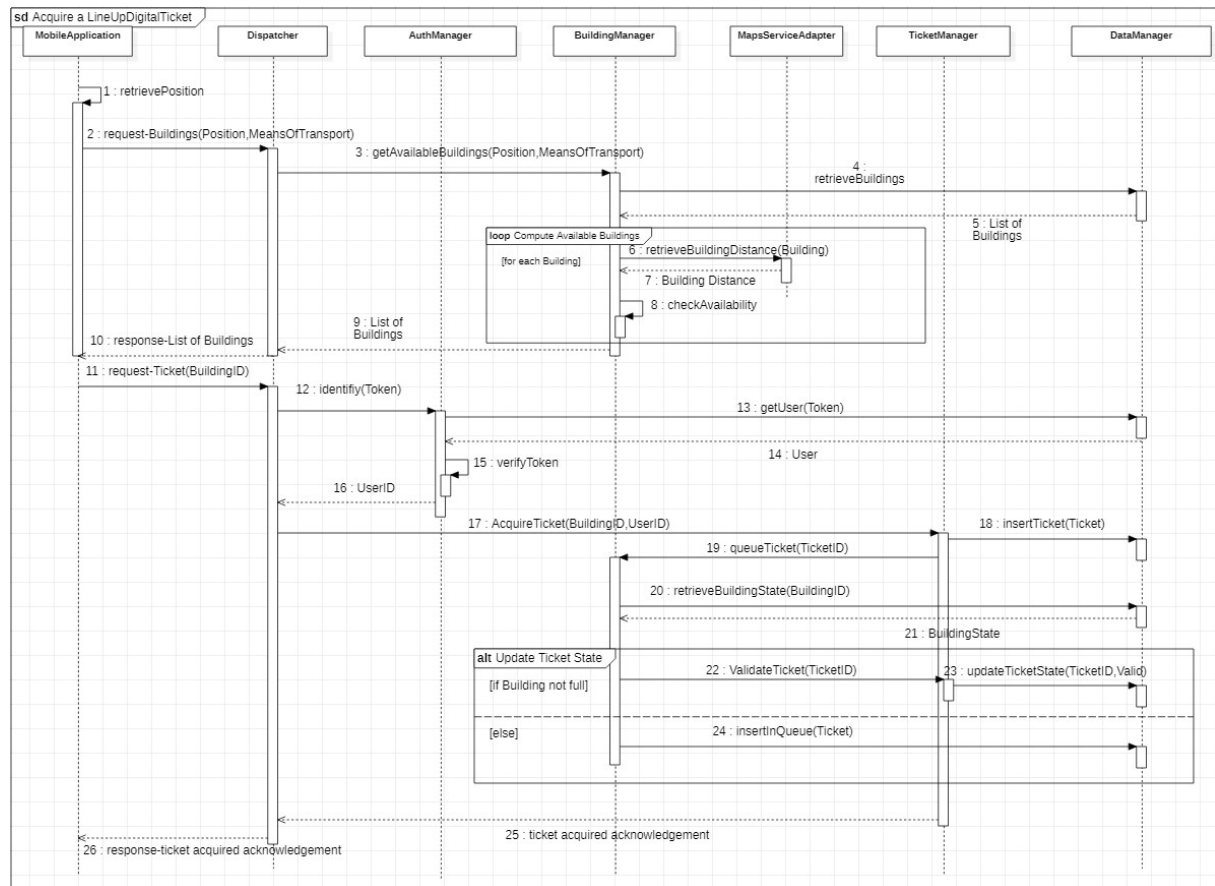 sd Acquire a LineUpDigitalTicket
MobileApplication
Dispatcher
AuthManager
BuildingManager
MapsServiceAdapter
TicketManager
DataManager
1 : retrievePosition
2 : request-Buildings(Position,MeansOfTransport)
3 : getAvailableBuildings(Position,MeansOfTransport)
4 :
retrieveBuildings
5 : List of
Buildings
loop Compute Available Buildings
[for each Building]
6 : retrieveBuildingDistance(Building)
7 : Building Distance
8 : checkAvailability
9 : List of
Buildings
10 : response-List of Buildings
11 : request-Ticket(BuildingID)
12 : identifiy(Token)
13 : getUser(Token)
14 : User
15 : verifyToken
16 : UserID
17 : AcquireTicket(BuildingID,UserID)
18 : insertTicket(Ticket)
19 : queueTicket(TicketID)
20 : retrieveBuildingState(BuildingID)
21 : BuildingState
alt Update Ticket State
[if Building not full]
22 : ValidateTicket(TicketID)
23 : updateTicketState(TicketID,Valid)
[else]
24 : insertInQueue(Ticket)
25 : ticket acquired acknowledgement
26 : response-ticket acquired acknowledgement